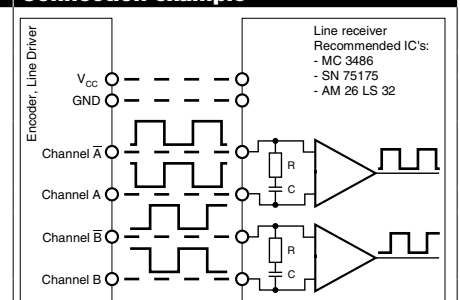 Connection example
Encoder, Line Driver
Line receiver
Recommended IC's:
- MC 3486
- SN 75175
- AM 26 LS 32
VCC
GND
Channel A̅
R
C
Channel A
Channel B̅
R
C
Channel B